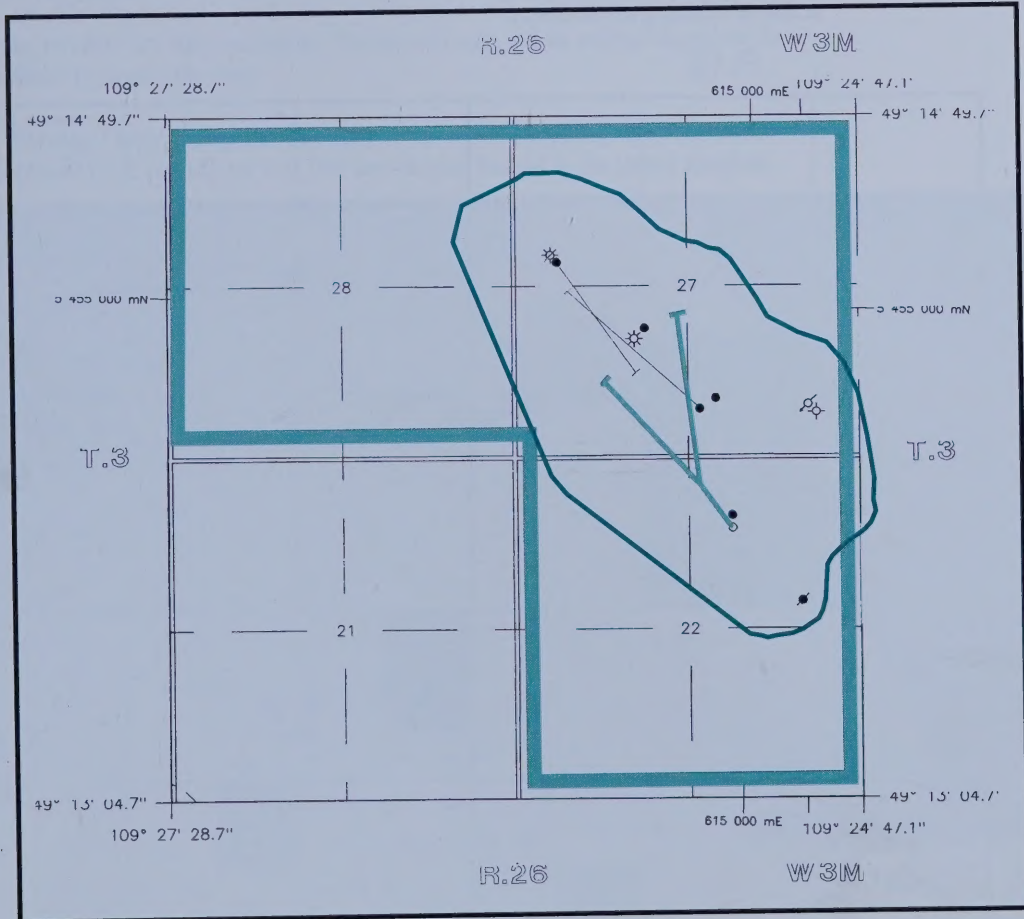 R.26 W3M
109° 27' 28.7" 615 000 mE 109° 24' 47.1'
49° 14' 49.7" 49° 14' 49.7"
28 27
5 455 000 mN 5 455 000 mN
T.3 T.3
21 22
49° 13' 04.7" 49° 13' 04.7'
109° 27' 28.7" 615 000 mE 109° 24' 47.1"
R.26 W3M